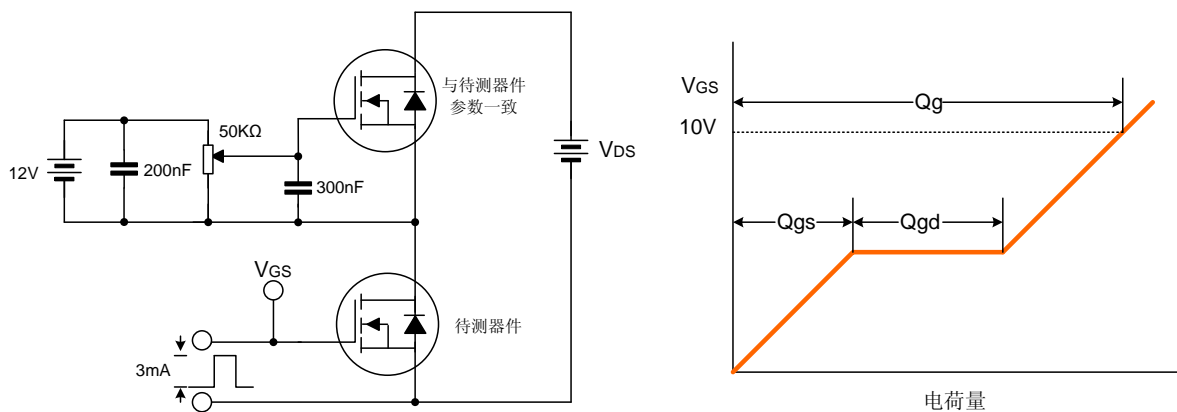 与待测器件
参数一致
50KΩ
12V
200nF
300nF
VDS
VGS
待测器件
3mA
VGS
10V
Qg
Qgs
Qgd
电荷量